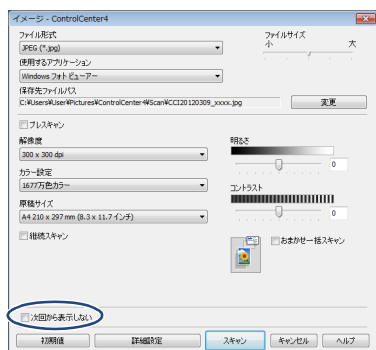 イメージ - ControlCenter4
ファイル形式
JPEG (*.jpg)
ファイルサイズ
小 大
使用するアプリケーション
Windows フォト ビューアー
保存先ファイルパス
C:¥Users¥User¥Pictures¥ControlCenter4¥Scan¥CCI20120309_xxxx.jpg 変更
プレスキャン
解像度
300 x 300 dpi
明るさ
0
カラー設定
1677万色カラー
コントラスト
0
原稿サイズ
A4 210 x 297 mm (8.3 x 11.7 インチ)
継続スキャン
おまかせ一括スキャン
次回から表示しない
初期値 詳細設定 スキャン キャンセル ヘルプ